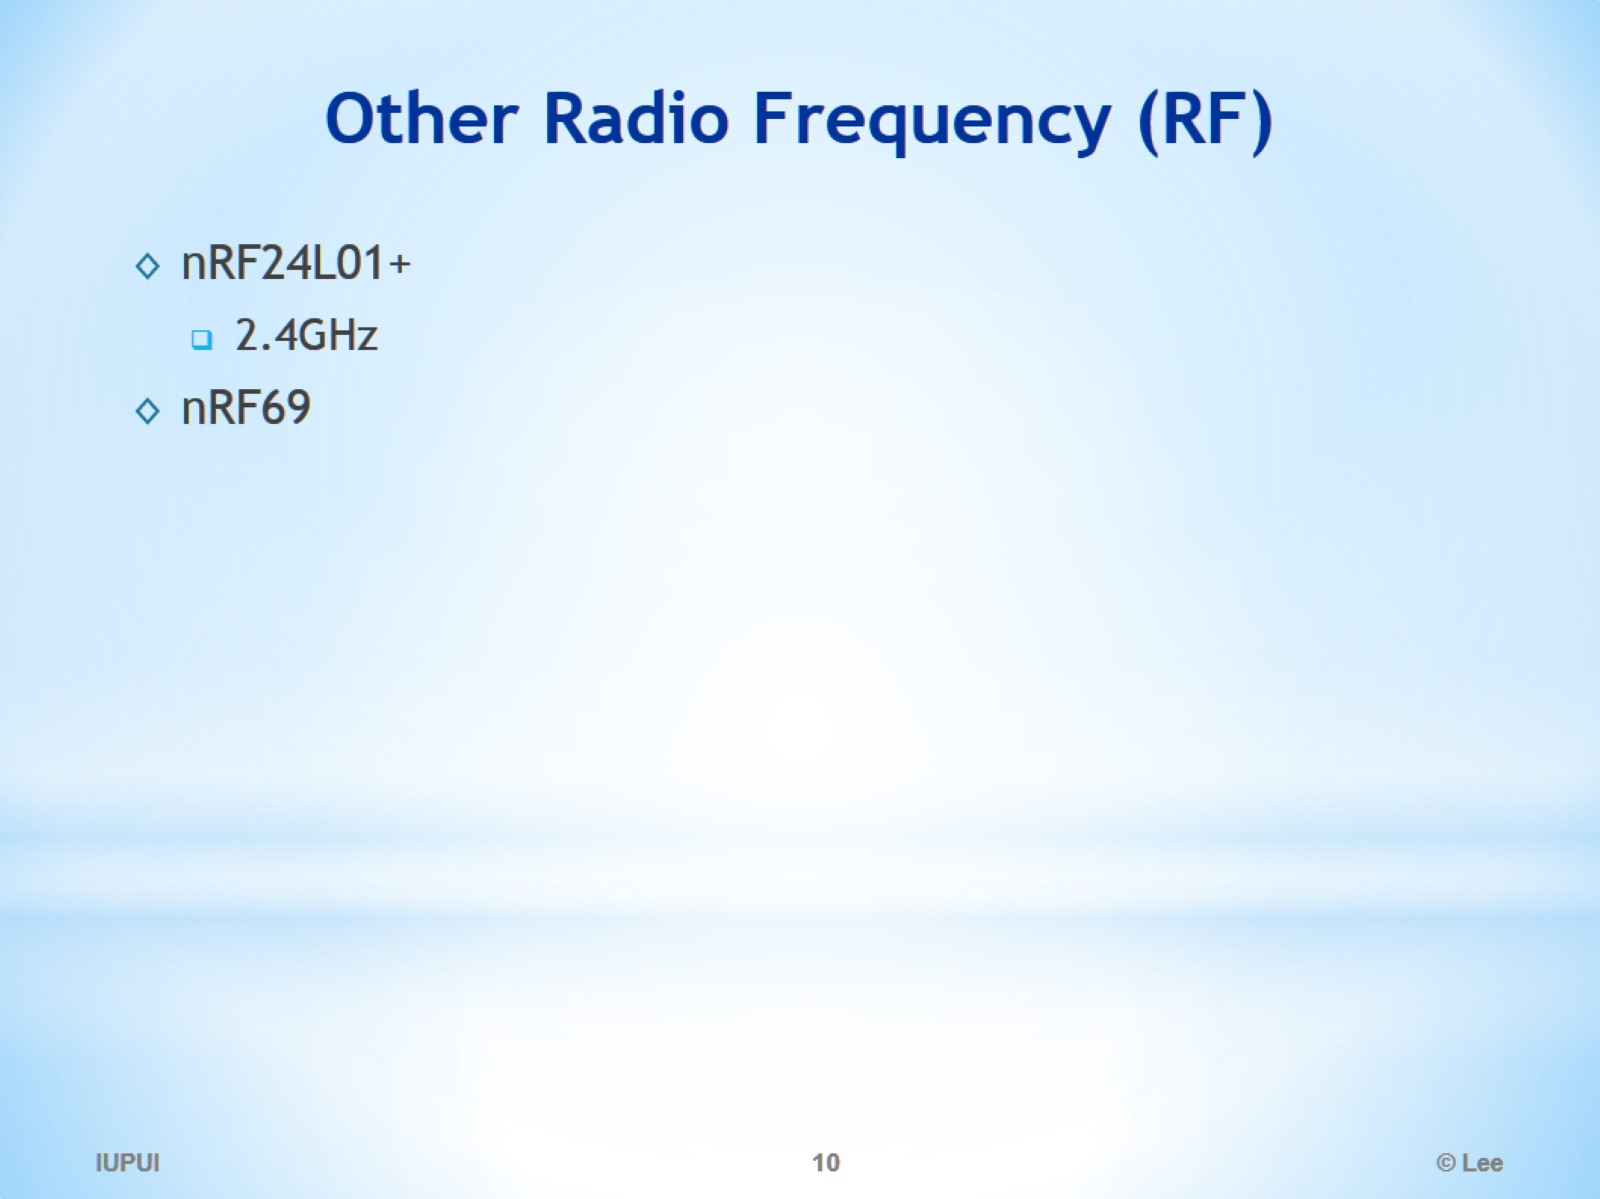 Other Radio Frequency (RF)
nRF24L01+
2.4GHz
nRF69
IUPUI
10
© Lee